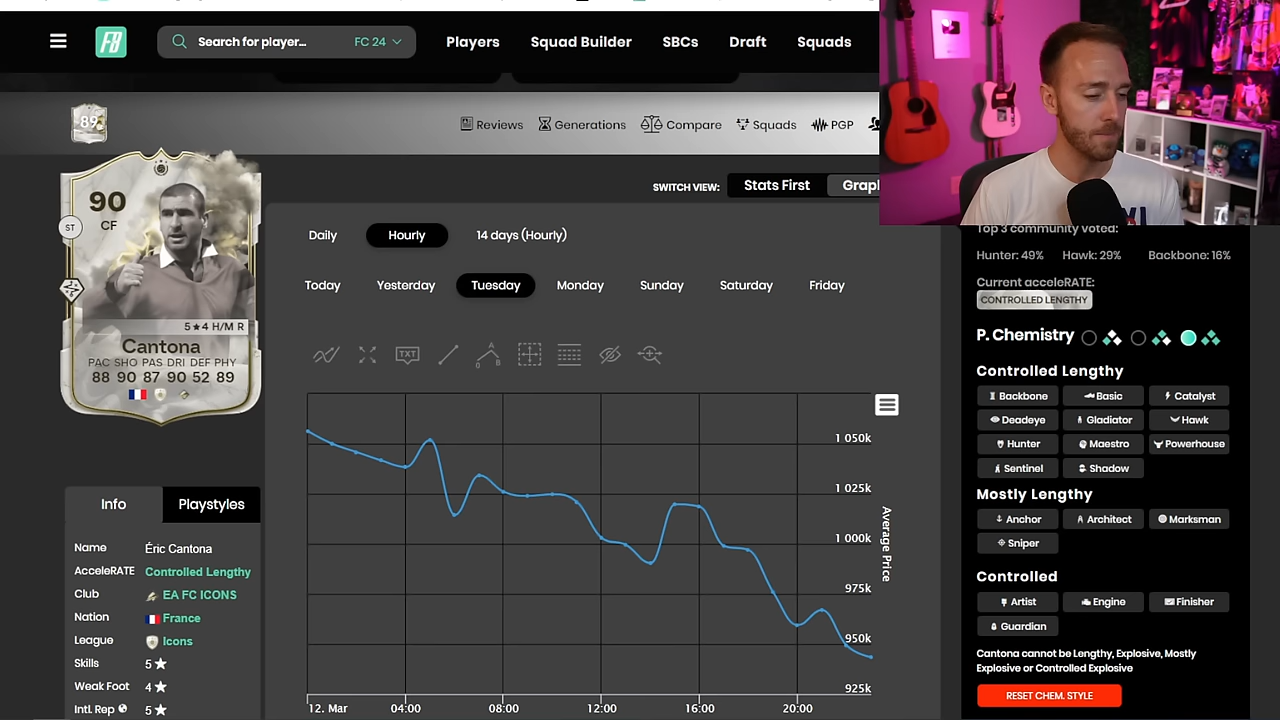 FB Search for player... FC 24 Players Squad Builder SBCs Draft Squads
89
Reviews Generations Compare Squads PGP
SWITCH VIEW: Stats First Graph
90
CF
ST
5★4 H/M R
Cantona
PAC SHO PAS DRI DEF PHY
88 90 87 90 52 89
Daily Hourly 14 days (Hourly)
Today Yesterday Tuesday Monday Sunday Saturday Friday
TXT
A
0 B
1 050k
1 025k
1 000k
975k
950k
925k
Average Price
12. Mar 04:00 08:00 12:00 16:00 20:00
Info Playstyles
Name Éric Cantona
AcceleRATE Controlled Lengthy
Club EA FC ICONS
Nation France
League Icons
Skills 5★
Weak Foot 4★
Intl. Rep 5★
Top 3 community voted:
Hunter: 49% Hawk: 29% Backbone: 16%
Current acceleRATE:
CONTROLLED LENGTHY
P. Chemistry
Controlled Lengthy
Backbone Basic Catalyst
Deadeye Gladiator Hawk
Hunter Maestro Powerhouse
Sentinel Shadow
Mostly Lengthy
Anchor Architect Marksman
Sniper
Controlled
Artist Engine Finisher
Guardian
Cantona cannot be Lengthy, Explosive, Mostly
Explosive or Controlled Explosive
RESET CHEM. STYLE